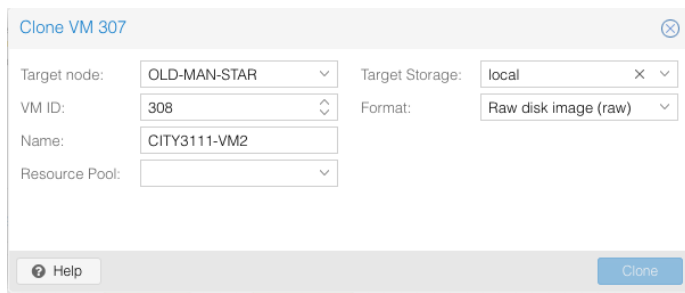 Clone VM 307
Target node: OLD-MAN-STAR Target Storage: local
VM ID: 308 Format: Raw disk image (raw)
Name: CITY3111-VM2
Resource Pool:
Help Clone